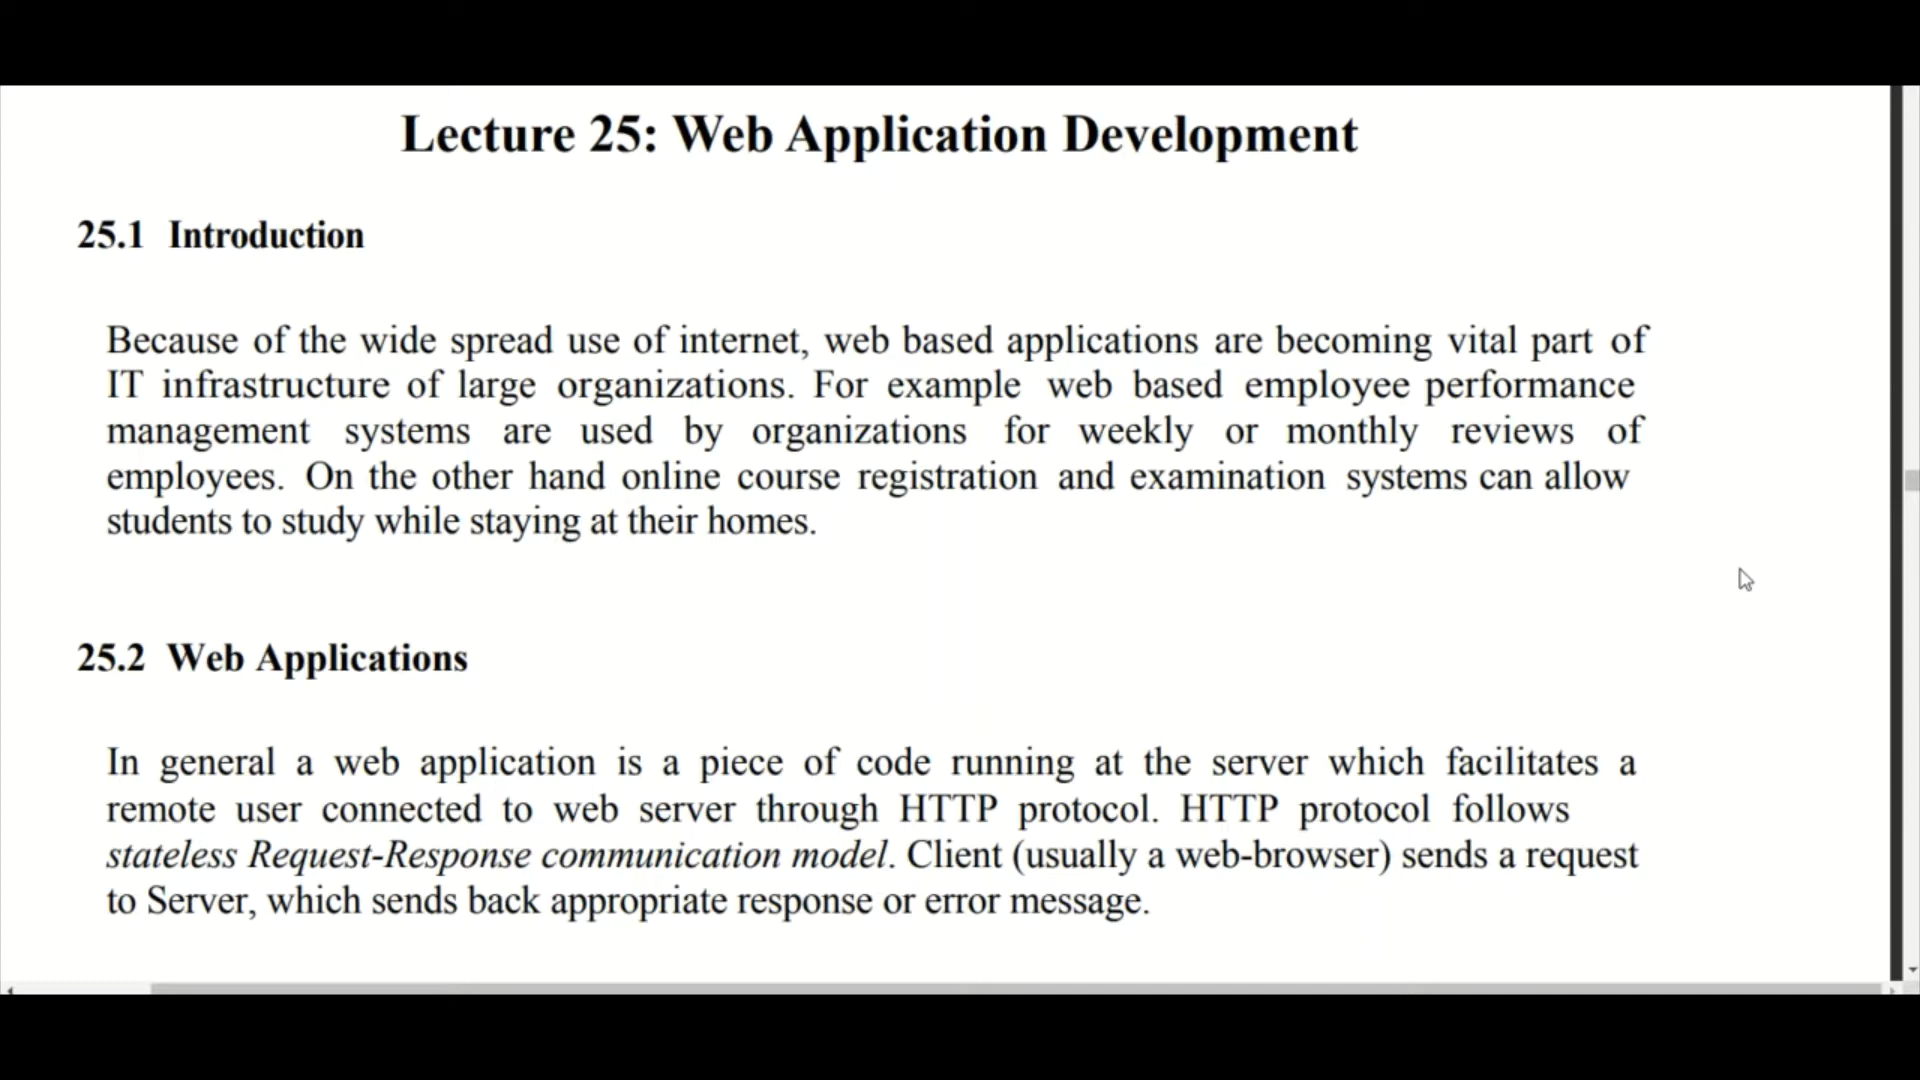 Lecture 25: Web Application Development
25.1 Introduction
Because of the wide spread use of internet, web based applications are becoming vital part of
IT infrastructure of large organizations. For example web based employee performance
management systems are used by organizations for weekly or monthly reviews of
employees. On the other hand online course registration and examination systems can allow
students to study while staying at their homes.
25.2 Web Applications
In general a web application is a piece of code running at the server which facilitates a
remote user connected to web server through HTTP protocol. HTTP protocol follows
stateless Request-Response communication model. Client (usually a web-browser) sends a request
to Server, which sends back appropriate response or error message.